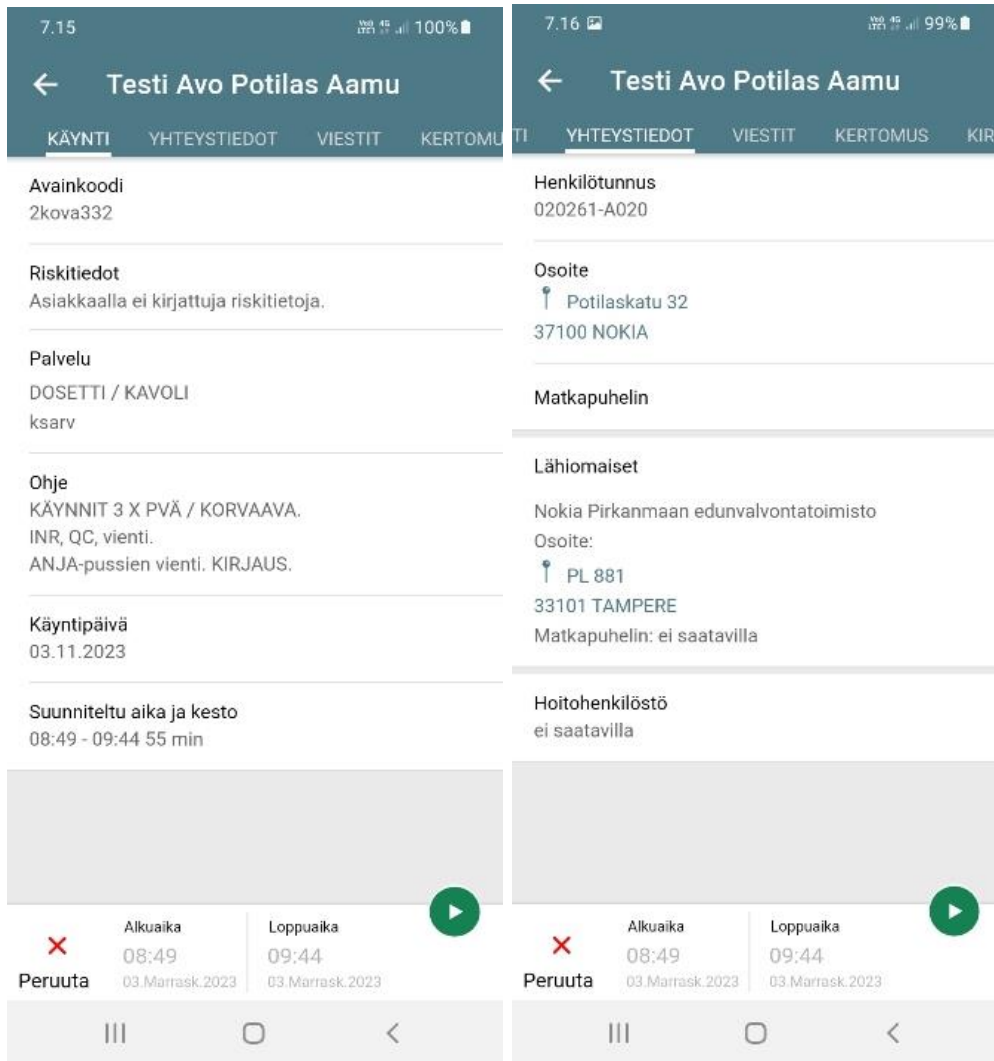 7.15
100%
Testi Avo Potilas Aamu
KÄYNTI YHTEYSTIEDOT VIESTIT KERTOMU
Avainkoodi
2kova332
Riskitiedot
Asiakkaalla ei kirjattuja riskitietoja.
Palvelu
DOSETTI / KAVOLI
ksarv
Ohje
KÄYNNIT 3 X PVÄ / KORVAAVA.
INR, QC, vienti.
ANJA-pussien vienti. KIRJAUS.
Käyntipäivä
03.11.2023
Suunniteltu aika ja kesto
08:49 - 09:44 55 min
Peruuta
Alkuaika
08:49
03.Marrask.2023
Loppuaika
09:44
03.Marrask.2023
7.16
99%
Testi Avo Potilas Aamu
TI YHTEYSTIEDOT VIESTIT KERTOMUS KIR
Henkilötunnus
020261-A020
Osoite
Potilaskatu 32
37100 NOKIA
Matkapuhelin
Lähiomaiset
Nokia Pirkanmaan edunvalvontatoimisto
Osoite:
PL 881
33101 TAMPERE
Matkapuhelin: ei saatavilla
Hoitohenkilöstö
ei saatavilla
Peruuta
Alkuaika
08:49
03.Marrask.2023
Loppuaika
09:44
03.Marrask.2023